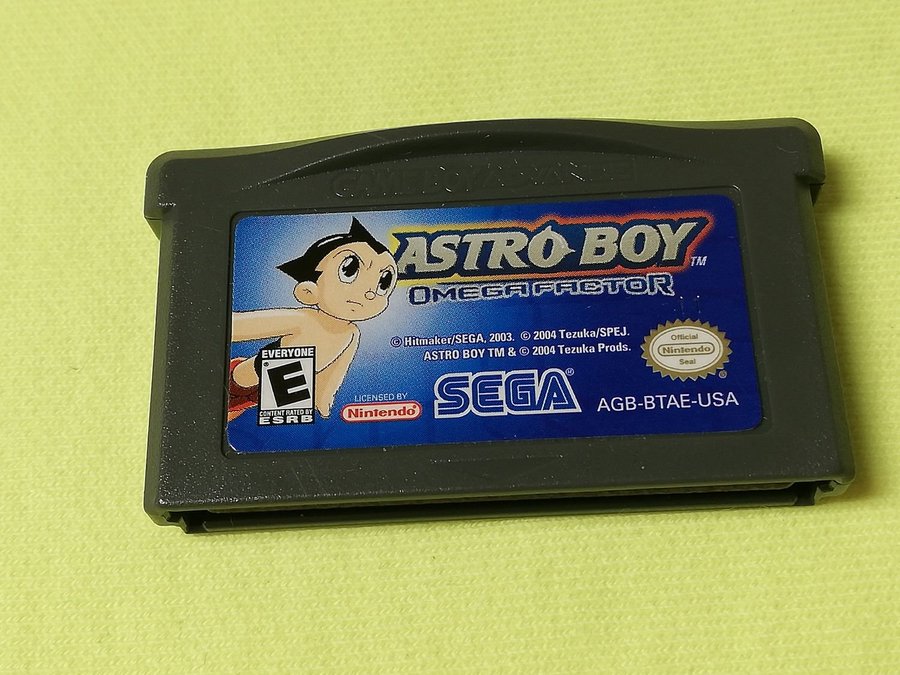 GAME BOY ADVANCE
ASTRO BOY TM
OMEGA FACTOR
© Hitmaker/SEGA, 2003. © 2004 Tezuka/SPEJ.
ASTRO BOY TM & © 2004 Tezuka Prods.
Official
Nintendo
Seal
®
EVERYONE
E
CONTENT RATED BY
ESRB
LICENSED BY
Nintendo®
SEGA®
AGB-BTAE-USA